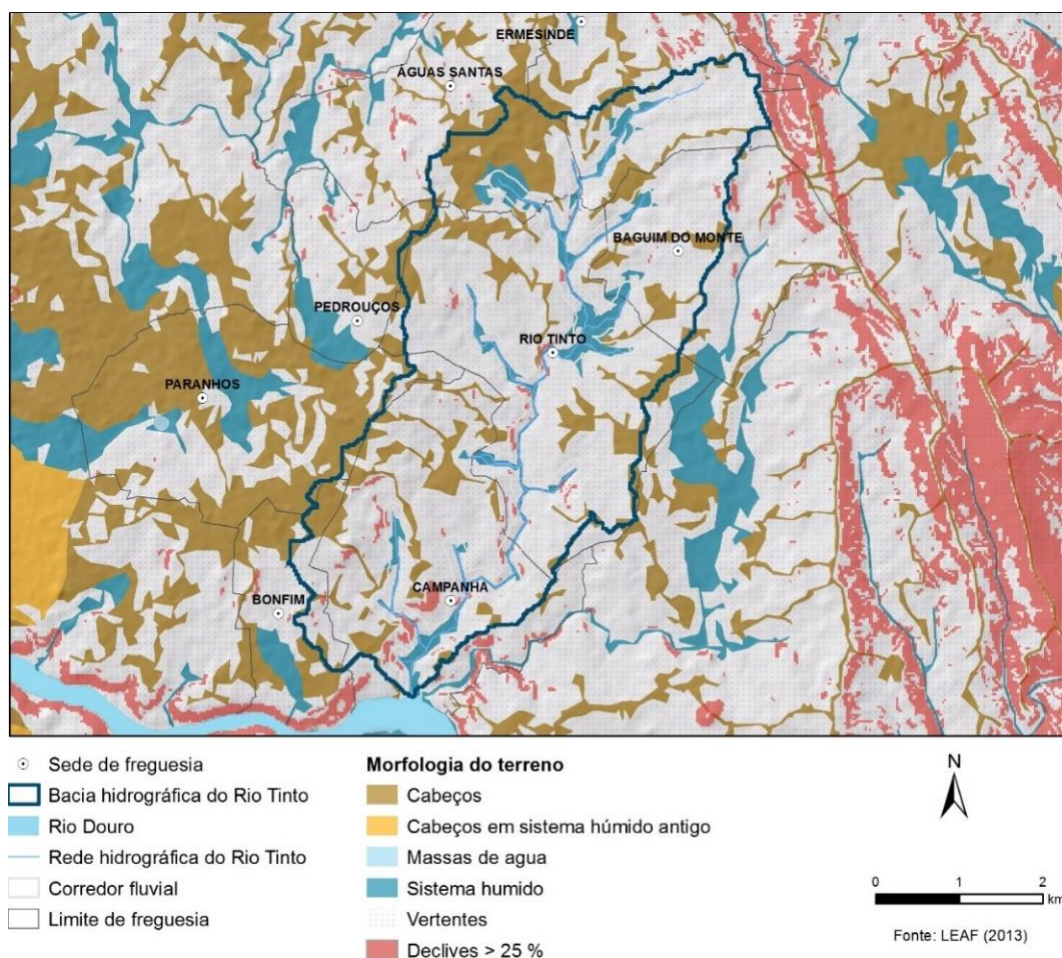 ERMESINDE
ÁGUAS SANTAS
BAGUIM DO MONTE
PEDROUÇOS
RIO TINTO
PARANHOS
CAMPANHA
BONFIM
Sede de freguesia
Bacia hidrográfica do Rio Tinto
Rio Douro
Rede hidrográfica do Rio Tinto
Corredor fluvial
Limite de freguesia
Morfologia do terreno
Cabeços
Cabeços em sistema húmido antigo
Massas de agua
Sistema humido
Vertentes
Declives > 25 %
N
0 1 2
km
Fonte: LEAF (2013)